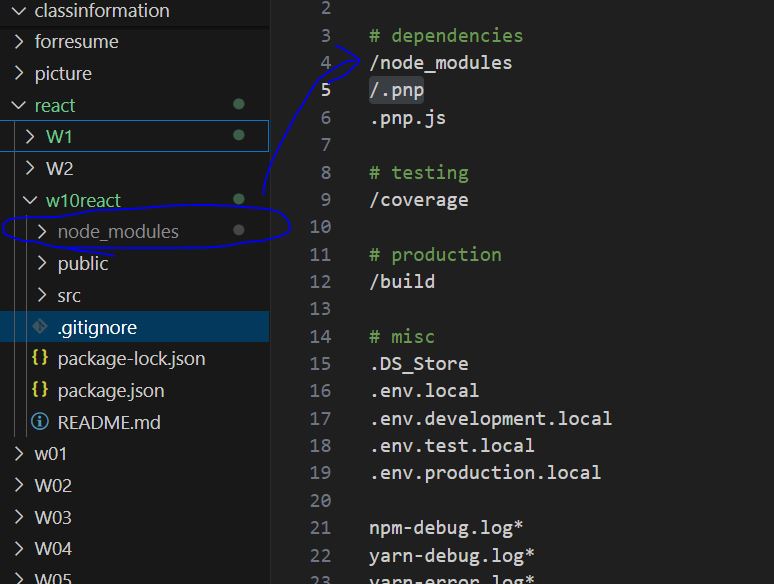 classinformation
forresume
picture
react
W1
W2
w10react
node_modules
public
src
.gitignore
{} package-lock.json
{} package.json
README.md
w01
W02
W03
W04
W05
2
3 # dependencies
4 /node_modules
5 /.pnp
6 .pnp.js
7
8 # testing
9 /coverage
10
11 # production
12 /build
13
14 # misc
15 .DS_Store
16 .env.local
17 .env.development.local
18 .env.test.local
19 .env.production.local
20
21 npm-debug.log*
22 yarn-debug.log*
23 yarn-error.log*